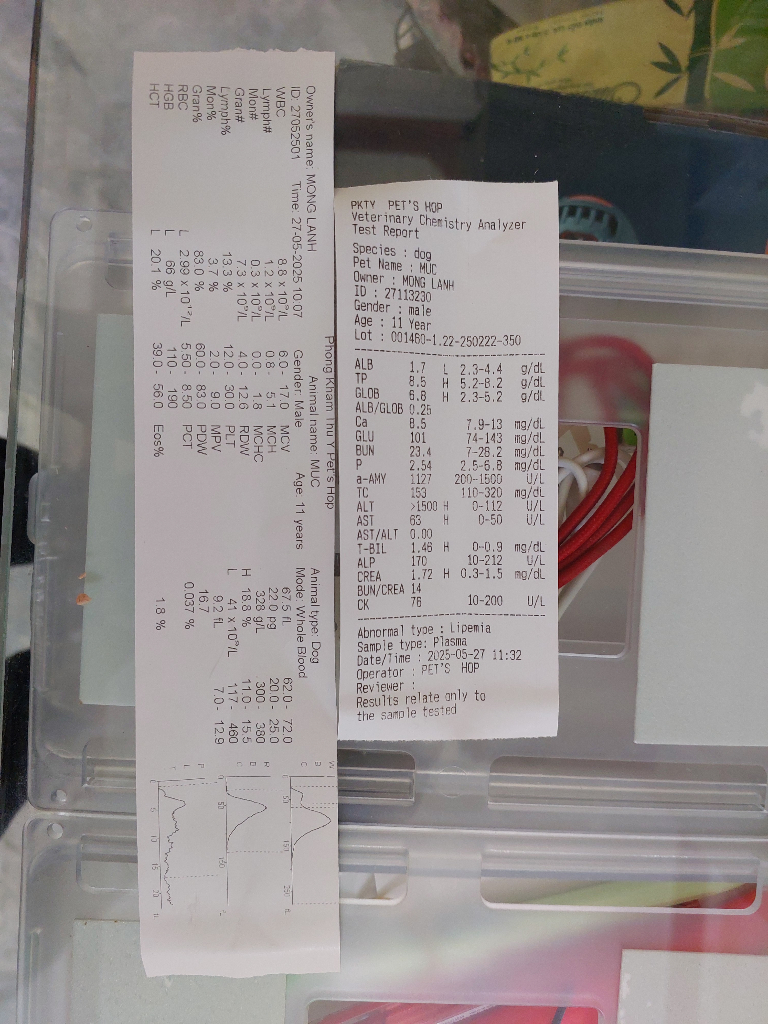 PKTY PET'S HOP
Veterinary Chemistry Analyzer
Test Report
Species : dog
Pet Name : MUC
Owner : MONG LANH
ID : 27113230
Gender : male
Age : 11 Year
Lot : 001460-1.22-250222-350
ALB 1.7 L 2.3-4.4 g/dL
TP 8.5 H 5.2-8.2 g/dL
GLOB 6.8 H 2.3-5.2 g/dL
ALB/GLOB 0.25
Ca 8.5 7.9-13 mg/dL
GLU 101 74-143 mg/dL
BUN 23.4 7-28.2 mg/dL
P 2.54 2.5-6.8 mg/dL
a-AMY 1127 200-1500 U/L
TC 153 110-320 mg/dL
ALT >1500 H 0-112 U/L
AST 63 H 0-50 U/L
AST/ALT 0.00
T-BIL 1.46 H 0-0.9 mg/dL
ALP 170 10-212 U/L
CREA 1.72 H 0.3-1.5 mg/dL
BUN/CREA 14
CK 78 10-200 U/L
Abnormal type : Lipemia
Sample type: Plasma
Date/Time : 2025-05-27 11:32
Operator : PET'S HOP
Reviewer :
Results relate only to
the sample tested
Phong Kham Thu Y Pet's Hop
Owner's name: MONG LANH Animal name: MUC Animal type: Dog
ID: 27052501 Time: 27-05-2025 10:07 Gender: Male Age: 11 years Mode: Whole Blood
WBC 8.8 x 10⁹/L 6.0 - 17.0 MCV 67.5 fL 62.0 - 72.0
Lymph# 1.2 x 10⁹/L 0.8 - 5.1 MCH 22.0 pg 20.0 - 25.0
Mon# 0.3 x 10⁹/L 0.0 - 1.8 MCHC 328 g/L 300 - 380
Gran# 7.3 x 10⁹/L 4.0 - 12.6 RDW H 18.8 % 11.0 - 15.5
Lymph% 13.3 % 12.0 - 30.0 PLT L 41 x 10⁹/L 117 - 460
Mon% 3.7 % 2.0 - 9.0 MPV 9.2 fL 7.0 - 12.9
Gran% 83.0 % 60.0 - 83.0 PDW 16.7
RBC L 2.99 x 10¹²/L 5.50 - 8.50 PCT 0.037 %
HGB L 66 g/L 110 - 190
HCT L 20.1 % 39.0 - 56.0 Eos% 1.8 %